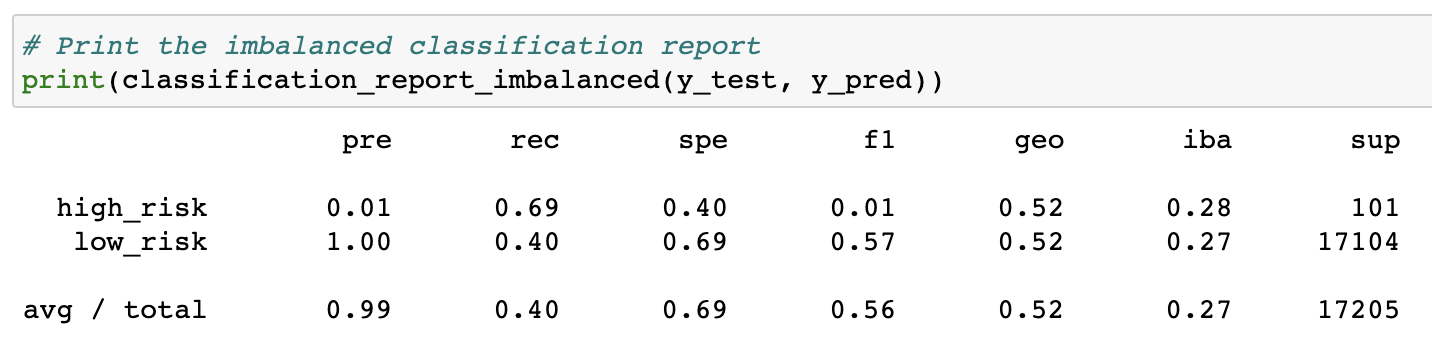 # Print the imbalanced classification report
print(classification_report_imbalanced(y_test, y_pred))
pre rec spe f1 geo iba sup
high_risk 0.01 0.69 0.40 0.01 0.52 0.28 101
low_risk 1.00 0.40 0.69 0.57 0.52 0.27 17104
avg / total 0.99 0.40 0.69 0.56 0.52 0.27 17205